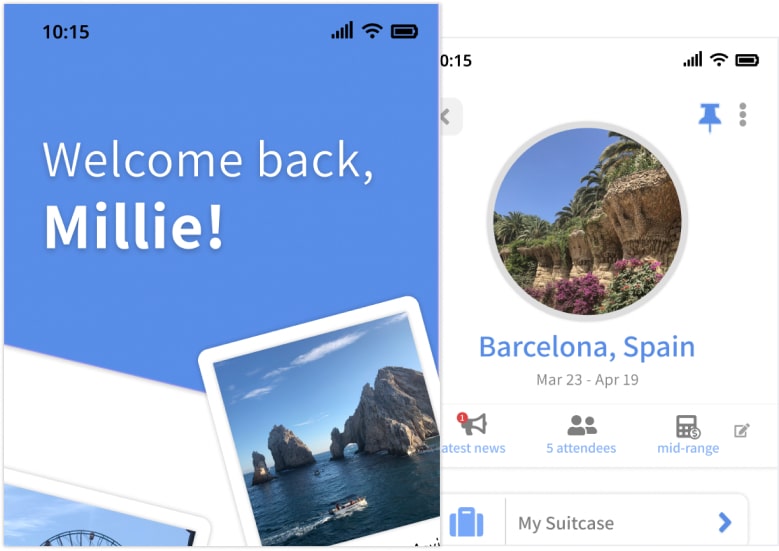 10:15
Welcome back,
Millie!
0:15
Barcelona, Spain
Mar 23 - Apr 19
1
atest news
5 attendees
mid-range
$
My Suitcase